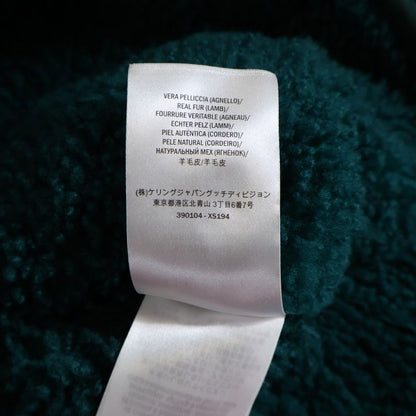 VERA PELLICCIA (AGNELLO)/
REAL FUR (LAMB)/
FOURRURE VERITABLE (AGNEAU)/
ECHTER PELZ (LAMM)/
PIEL AUTÉNTICA (CORDERO)/
PELE NATURAL (CORDEIRO)/
НАТУРАЛЬНЫЙ МЕХ (ЯГНЁНОК)/
羊毛皮/羊毛皮
(株)ケリングジャパングッチディビジョン
東京都港区北青山3丁目6番7号
390104 - XS194